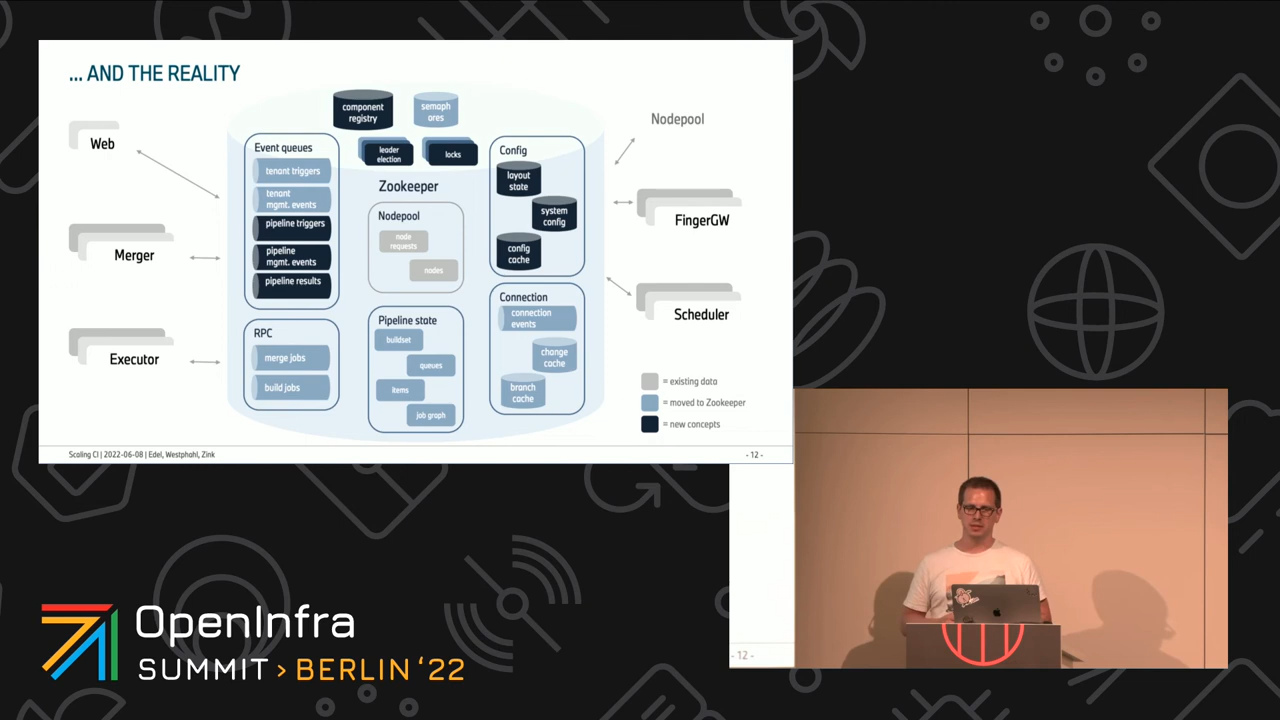 ... AND THE REALITY
component
registry
semaph
ores
Nodepool
Web
Event queues
leader
election
locks
Config
tenant triggers
layout
state
tenant
mgmt. events
Zookeeper
FingerGW
pipeline triggers
Nodepool
system
config
node
requests
Merger
pipeline
mgmt. events
config
cache
nodes
pipeline results
Connection
Scheduler
RPC
Pipeline state
connection
events
buildset
merge jobs
change
cache
Executor
queues
build jobs
items
branch
cache
job graph
= existing data
= moved to Zookeeper
= new concepts
Scaling CI | 2022-06-08 | Edel, Westphahl, Zink
- 12 -
- 12 -
OpenInfra
SUMMIT > BERLIN '22